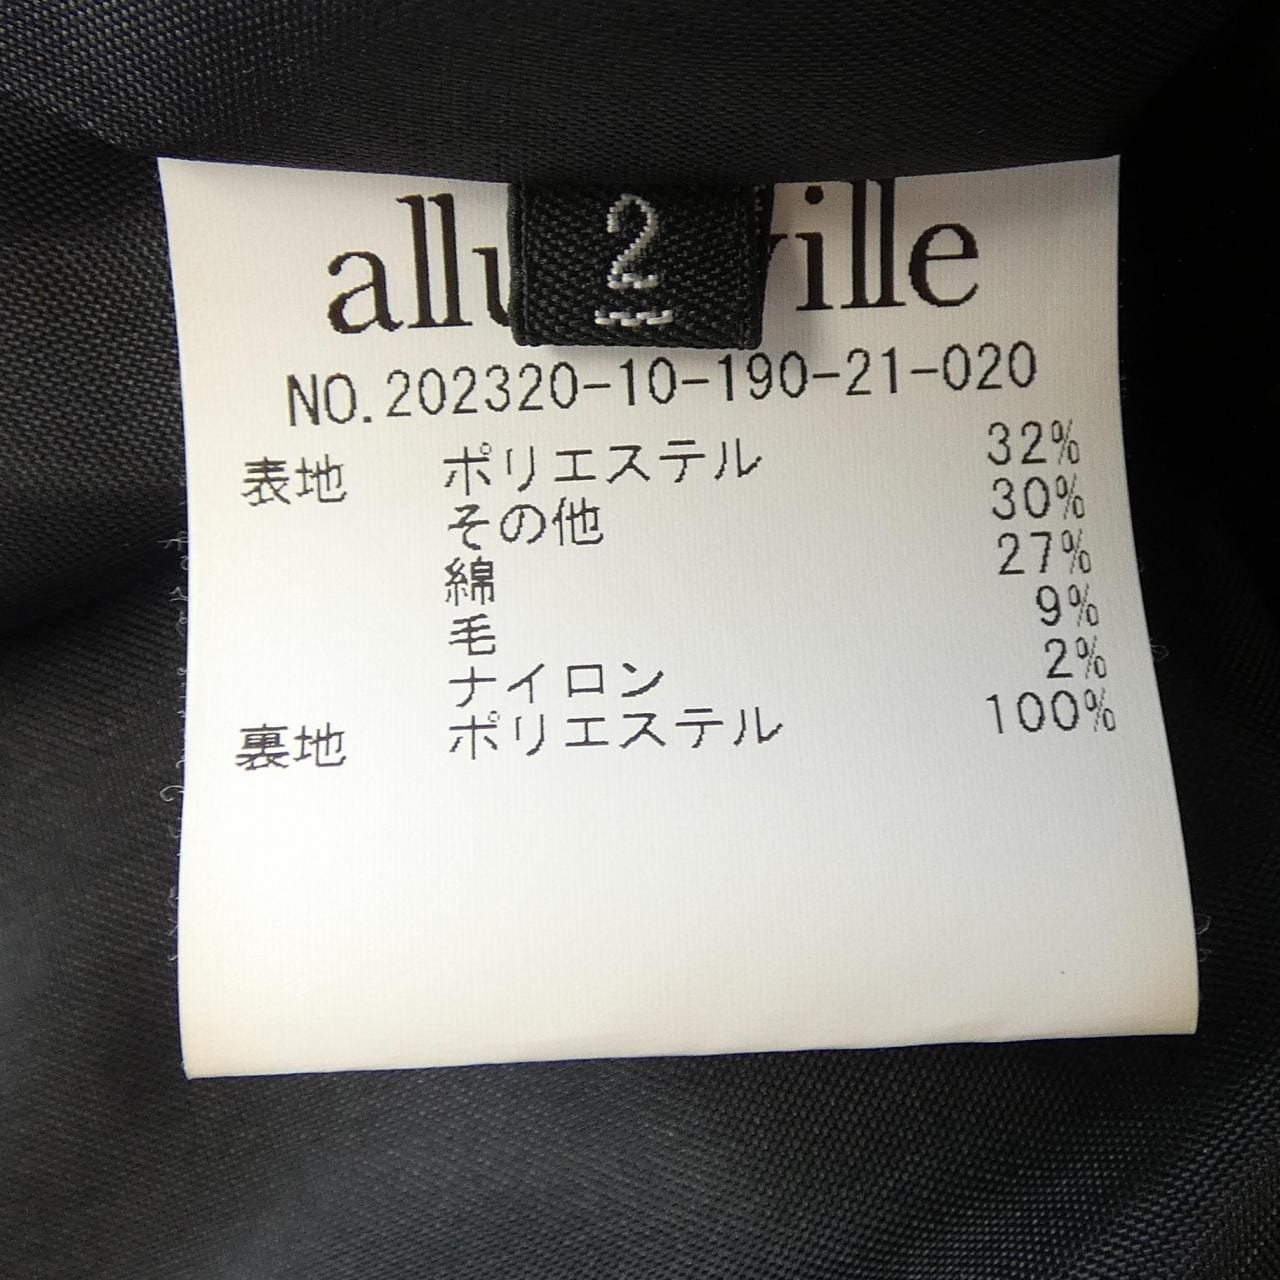 2
NO.202320-10-190-21-020
表地 ポリエステル 32%
その他 30%
綿 27%
毛 9%
ナイロン 2%
裏地 ポリエステル 100%